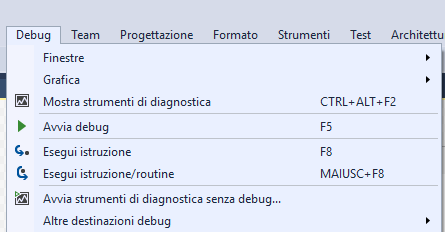 Debug Team Progettazione Formato Strumenti Test Architettu
Finestre
Grafica
Mostra strumenti di diagnostica CTRL+ALT+F2
Avvia debug F5
Esegui istruzione F8
Esegui istruzione/routine MAIUSC+F8
Avvia strumenti di diagnostica senza debug...
Altre destinazioni debug